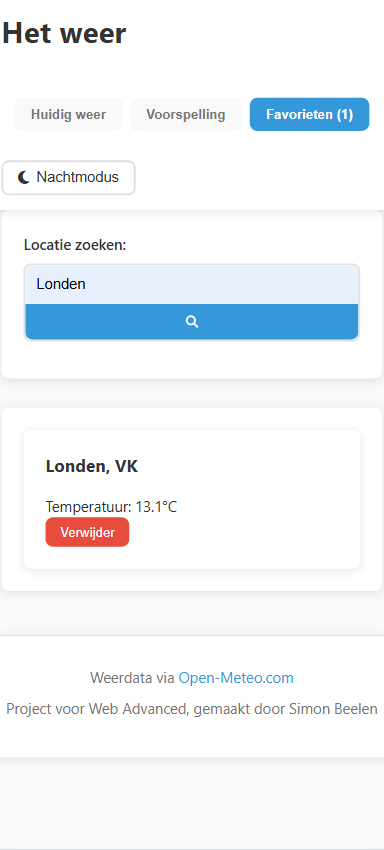 Het weer
Huidig weer Voorspelling Favorieten (1)
Nachtmodus
Locatie zoeken:
Londen
Londen, VK
Temperatuur: 13.1°C
Verwijder
Weerdata via Open-Meteo.com
Project voor Web Advanced, gemaakt door Simon Beelen